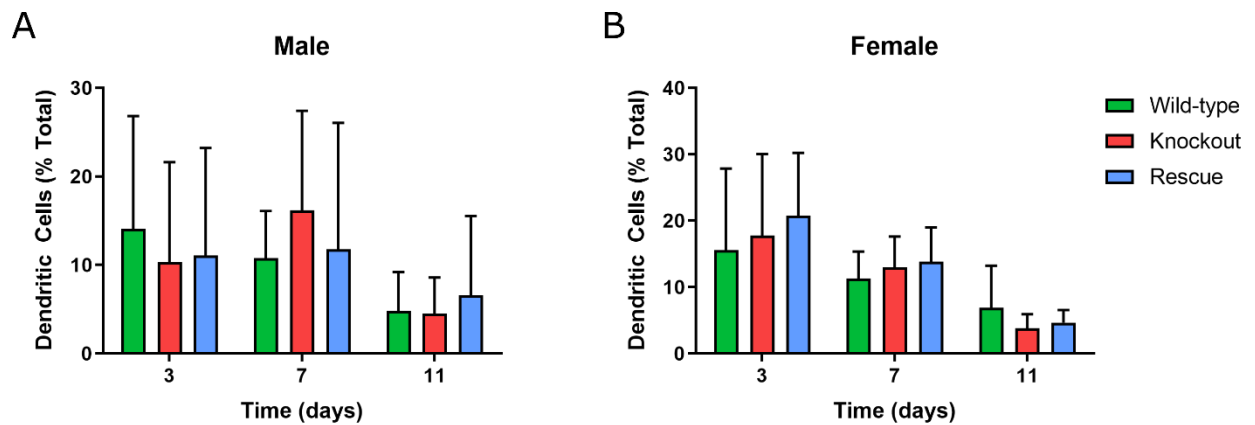 A
Male
Dendritic Cells (% Total)
30
20
10
0
3 7 11
Time (days)
B
Female
Dendritic Cells (% Total)
40
30
20
10
0
3 7 11
Time (days)
Wild-type
Knockout
Rescue